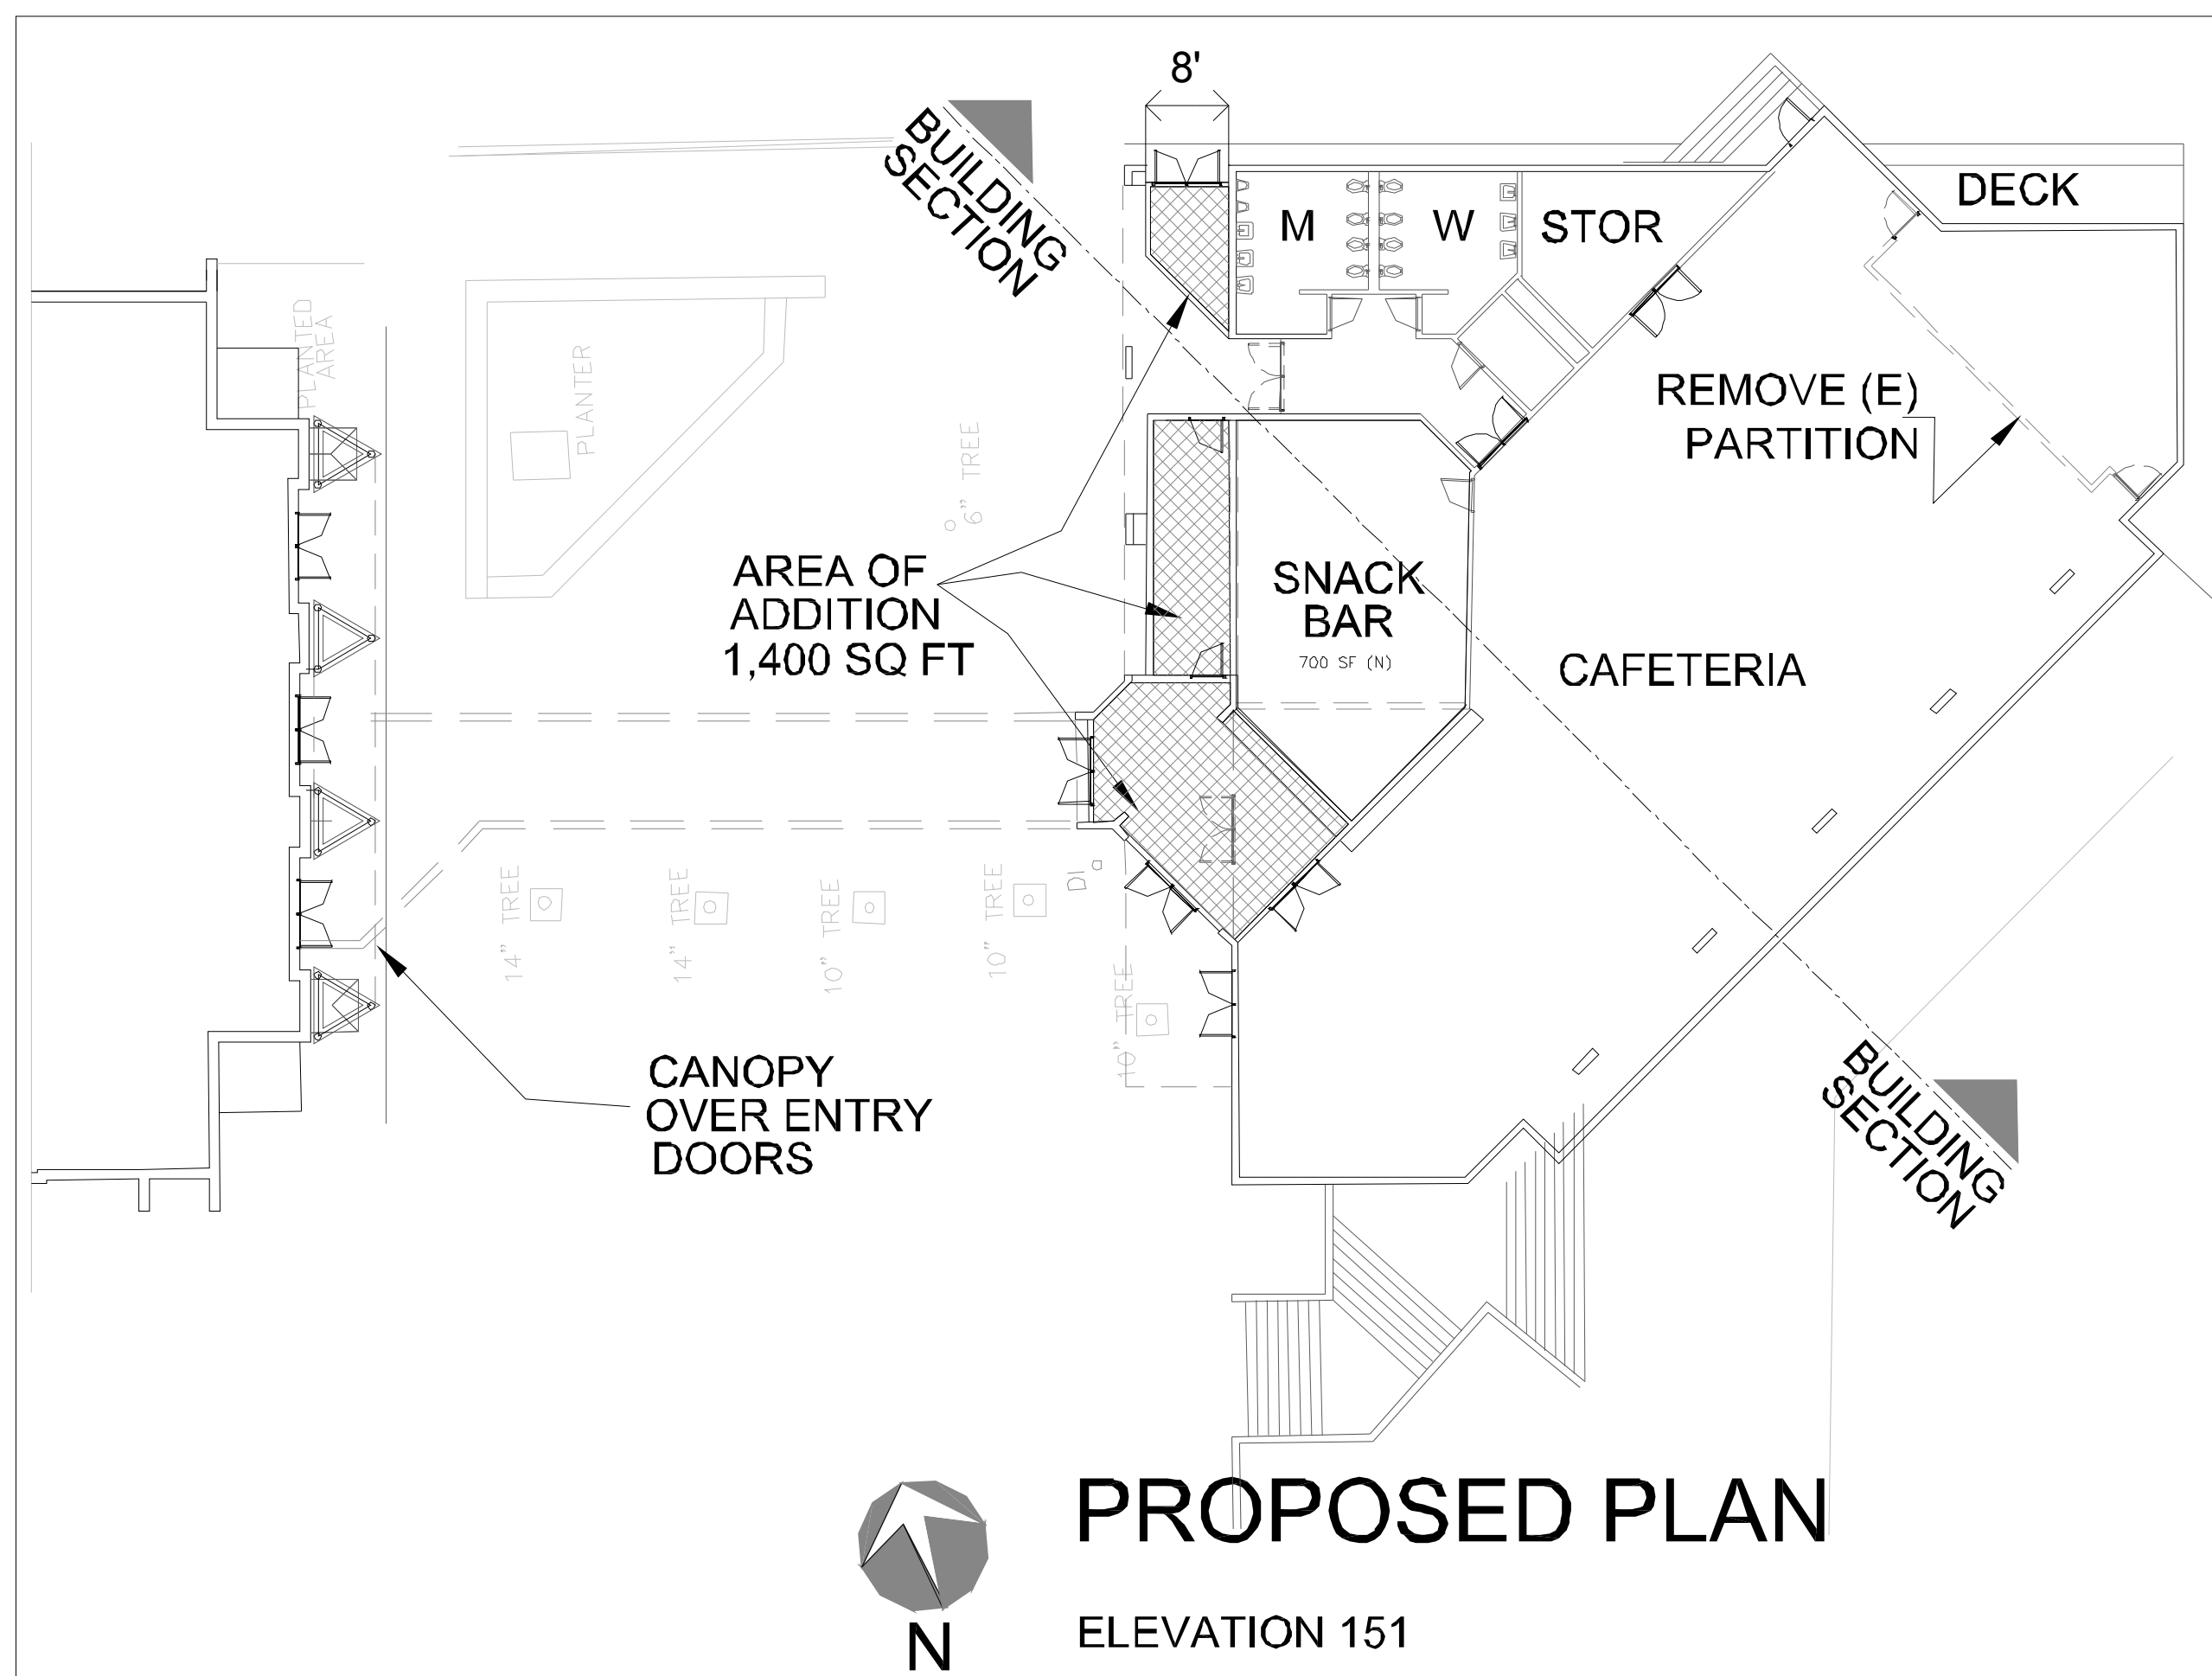 8'
BUILDING
SECTION
DECK
M
W
STOR
PLANTED
AREA
PLANTER
REMOVE (E)
PARTITION
6" TREE
AREA OF
ADDITION
1,400 SQ FT
SNACK
BAR
700 SF (N)
CAFETERIA
14" TREE
14" TREE
10" TREE
10" TREE
DI
10" TREE
CANOPY
OVER ENTRY
DOORS
BUILDING
SECTION
PROPOSED PLAN
N
ELEVATION 151